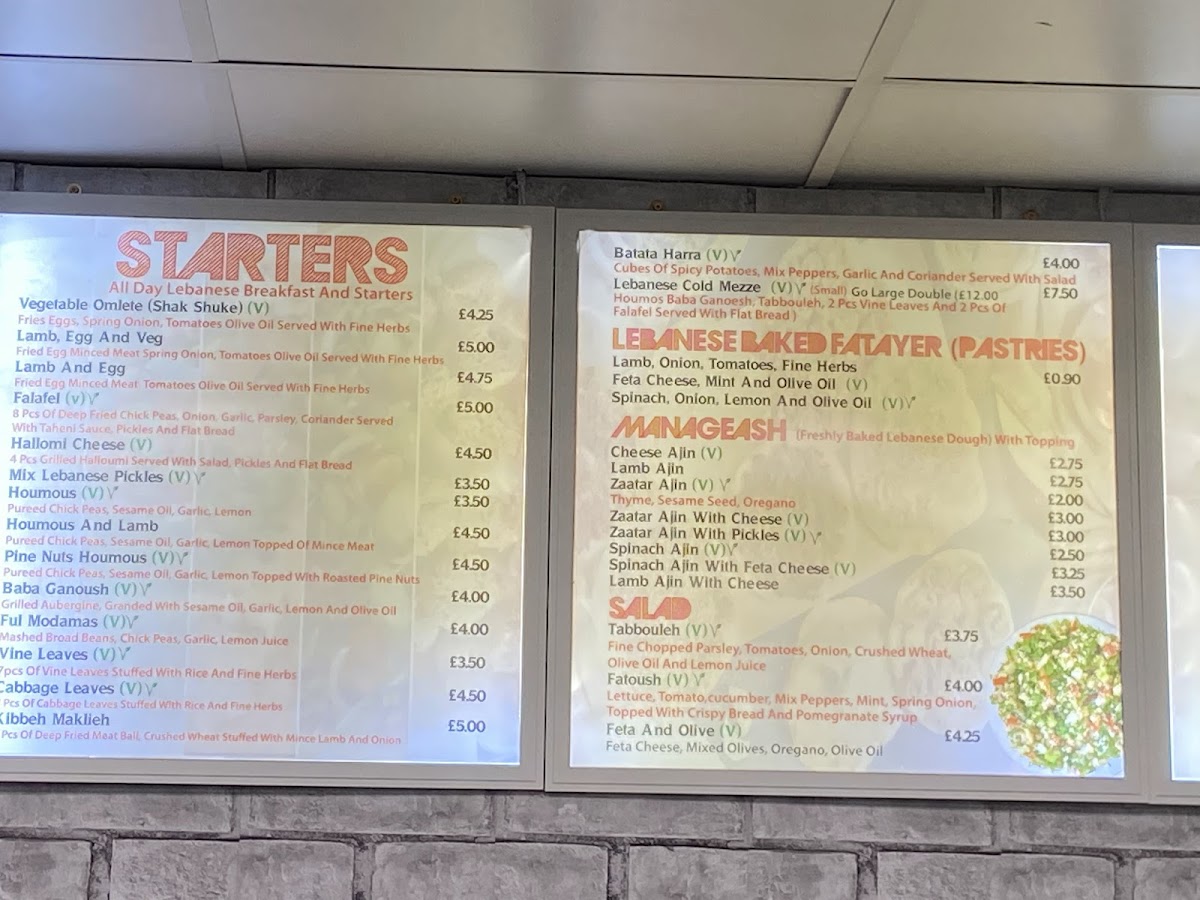 STARTERS
All Day Lebanese Breakfast And Starters
Vegetable Omlete (Shak Shuke) (V) £4.25
Fries Eggs, Spring Onion, Tomatoes Olive Oil Served With Fine Herbs
Lamb, Egg And Veg £5.00
Fried Egg Minced Meat Spring Onion, Tomatoes Olive Oil Served With Fine Herbs
Lamb And Egg £4.75
Fried Egg Minced Meat Tomatoes Olive Oil Served With Fine Herbs
Falafel (v) £5.00
8 Pcs Of Deep Fried Chick Peas, Onion, Garlic, Parsley, Coriander Served
With Taheni Sauce, Pickles And Flat Bread
Hallomi Cheese (V) £4.50
4 Pcs Grilled Halloumi Served With Salad, Pickles And Flat Bread
Mix Lebanese Pickles (V) £3.50
Houmous (V) £3.50
Pureed Chick Peas, Sesame Oil, Garlic, Lemon
Houmous And Lamb £4.50
Pureed Chick Peas, Sesame Oil, Garlic, Lemon Topped Of Mince Meat
Pine Nuts Houmous (V) £4.50
Pureed Chick Peas, Sesame Oil, Garlic, Lemon Topped With Roasted Pine Nuts
Baba Ganoush (V) £4.00
Grilled Aubergine, Granded With Sesame Oil, Garlic, Lemon And Olive Oil
Ful Modamas (V) £4.00
Mashed Broad Beans, Chick Peas, Garlic, Lemon Juice
Vine Leaves (V) £3.50
7pcs Of Vine Leaves Stuffed With Rice And Fine Herbs
Cabbage Leaves (V) £4.50
Pcs Of Cabbage Leaves Stuffed With Rice And Fine Herbs
Kibbeh Maklieh £5.00
Pcs Of Deep Fried Meat Ball, Crushed Wheat Stuffed With Mince Lamb And Onion
Batata Harra (V) £4.00
Cubes Of Spicy Potatoes, Mix Peppers, Garlic And Coriander Served With Salad
Lebanese Cold Mezze (V) (Small) Go Large Double (£12.00 £7.50
Houmos Baba Ganoesh, Tabbouleh, 2 Pcs Vine Leaves And 2 Pcs Of
Falafel Served With Flat Bread )
LEBANESE BAKED FATAYER (PASTRIES)
Lamb, Onion, Tomatoes, Fine Herbs
Feta Cheese, Mint And Olive Oil (V) £0.90
Spinach, Onion, Lemon And Olive Oil (V)
MANAGEASH (Freshly Baked Lebanese Dough) With Topping
Cheese Ajin (V) £2.75
Lamb Ajin £2.75
Zaatar Ajin (V) £2.00
Thyme, Sesame Seed, Oregano
Zaatar Ajin With Cheese (V) £3.00
Zaatar Ajin With Pickles (V) £3.00
Spinach Ajin (V) £2.50
Spinach Ajin With Feta Cheese (V) £3.25
Lamb Ajin With Cheese £3.50
SALAD
Tabbouleh (V) £3.75
Fine Chopped Parsley, Tomatoes, Onion, Crushed Wheat,
Olive Oil And Lemon Juice
Fatoush (V) £4.00
Lettuce, Tomato,cucumber, Mix Peppers, Mint, Spring Onion,
Topped With Crispy Bread And Pomegranate Syrup
Feta And Olive (V) £4.25
Feta Cheese, Mixed Olives, Oregano, Olive Oil